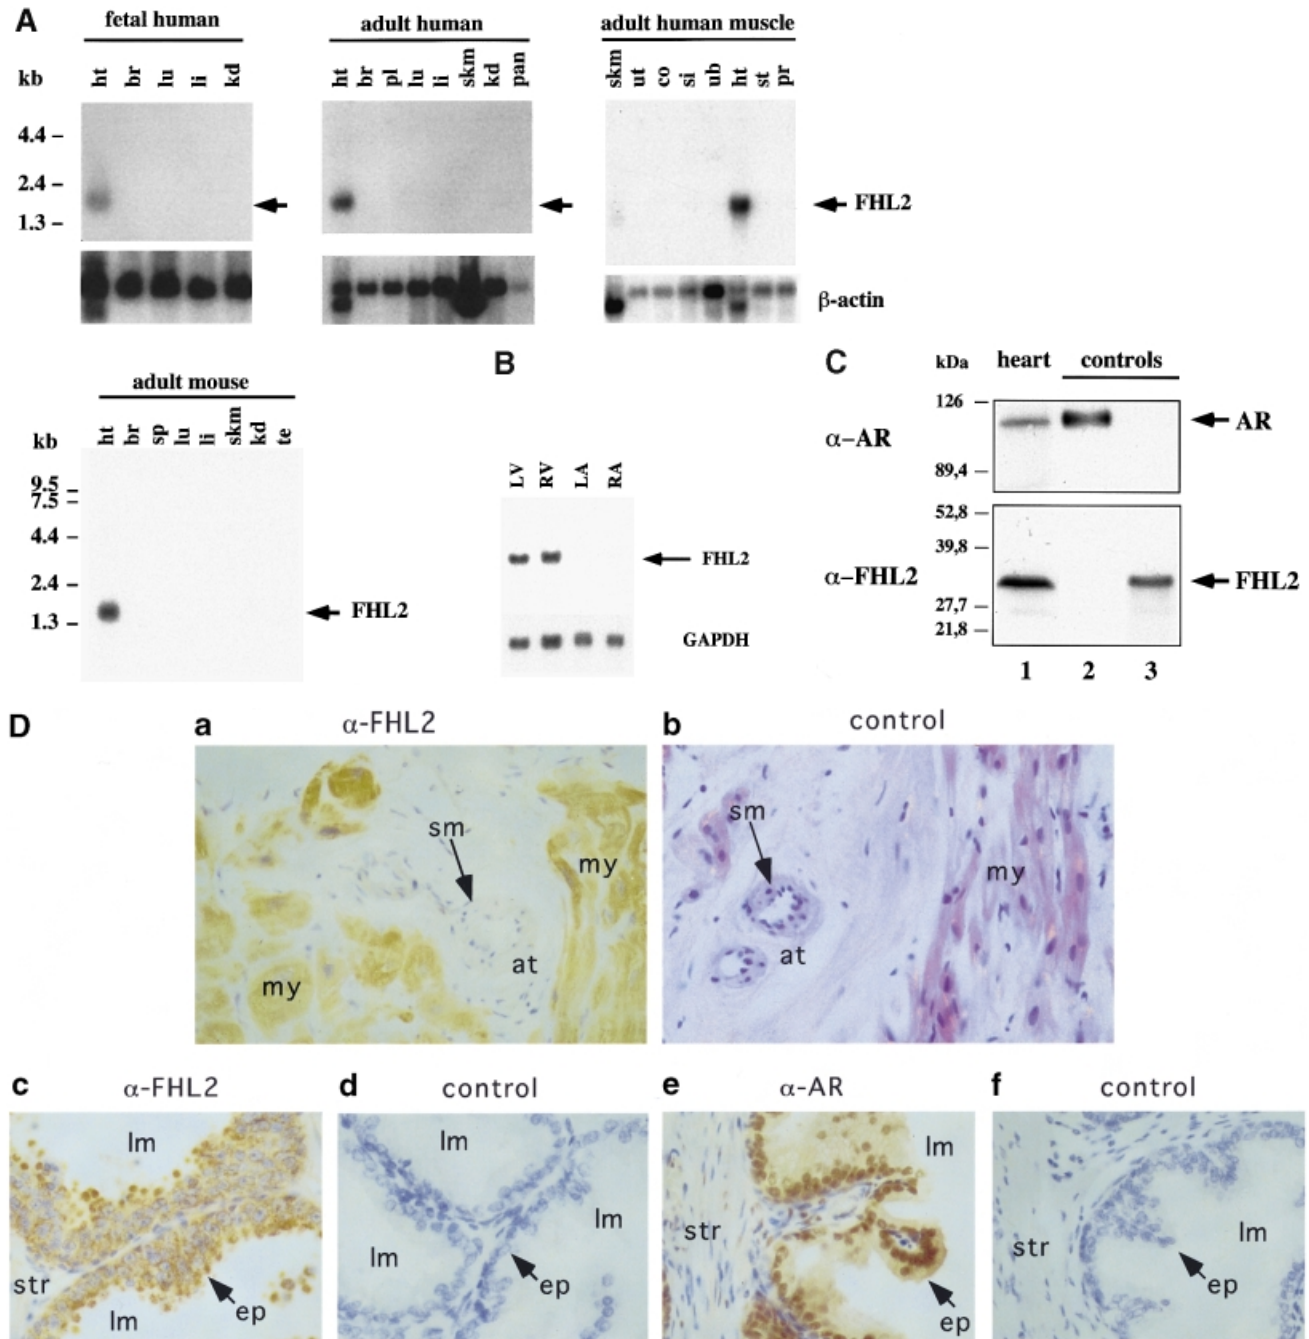 A
fetal human
adult human
adult human muscle
kb
ht br lu li kd
ht br pl lu li skm kd pan
skm ut co si ub ht st pr
4.4 –
2.4 –
1.3 –
FHL2
β-actin
adult mouse
kb
ht br sp lu li skm kd te
9.5 –
7.5 –
4.4 –
2.4 –
1.3 –
FHL2
B
LV RV LA RA
FHL2
GAPDH
C
kDa heart controls
126 –
α–AR
AR
89,4 –
52,8 –
39,8 –
α–FHL2
FHL2
27,7 –
21,8 –
1 2 3
D
a α-FHL2
sm
my
at
my
b control
sm
my
at
c α-FHL2
lm
str
ep
lm
d control
lm
lm
lm
ep
e α-AR
lm
str
ep
f control
str
lm
ep